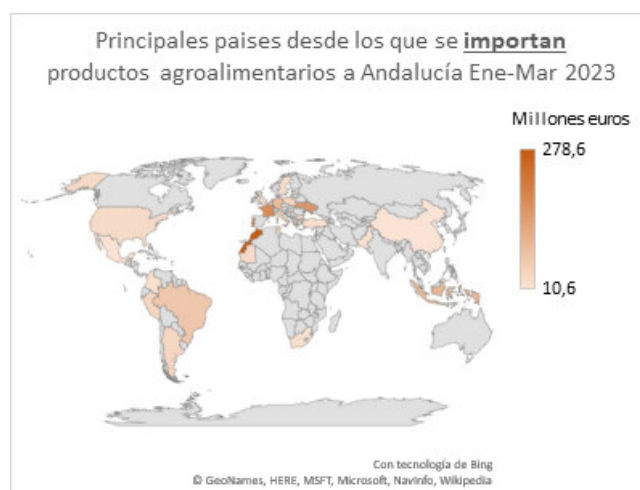 Principales paises desde los que se importan
productos agroalimentarios a Andalucía Ene-Mar 2023
Millones euros
278,6
10,6
Con tecnología de Bing
© GeoNames, HERE, MSFT, Microsoft, NavInfo, Wikipedia